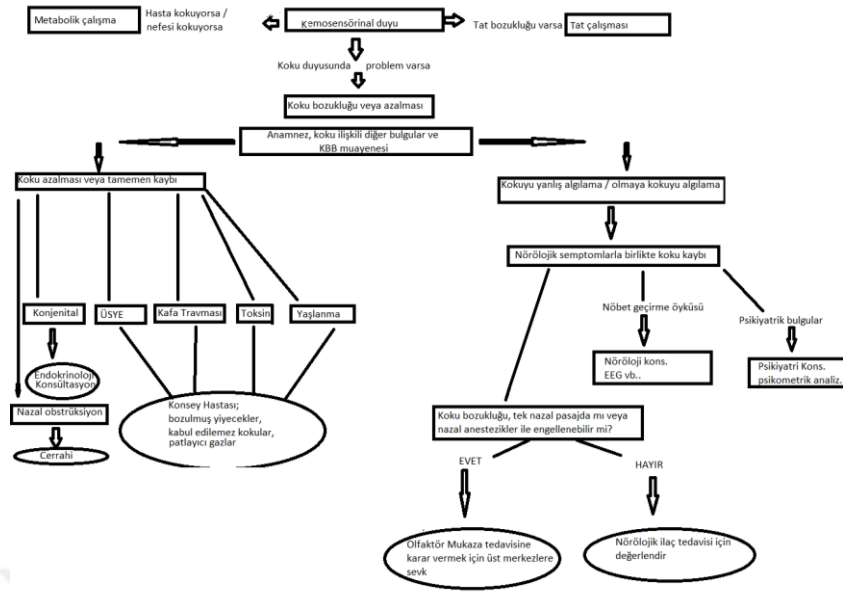 Metabolik çalışma
Hasta kokuyorsa /
nefesi kokuyorsa
Kemosensörinal duyu
Tat bozukluğu varsa
Tat çalışması
Koku duyusunda problem varsa
Koku bozukluğu veya azalması
Anamnez, koku ilişkili diğer bulgular ve
KBB muayenesi
Koku azalması veya tamemen kaybı
Kokuyu yanlış algılama / olmaya kokuyu algılama
Nörölojik semptomlarla birlikte koku kaybı
Konjenital
ÜSYE
Kafa Travması
Toksin
Yaşlanma
Nöbet geçirme öyküsü
Psikiyatrik bulgular
Endokrinoloji
Konsültasyon
Nöröloji kons.
EEG vb..
Psikiyatri Kons.
psikometrik analiz.
Nazal obstrüksiyon
Cerrahi
Konsey Hastası;
bozulmuş yiyecekler,
kabul edilemez kokular,
patlayıcı gazlar
Koku bozukluğu, tek nazal pasajda mı veya
nazal anestezikler ile engellenebilir mi?
EVET
HAYIR
Olfaktör Mukaza tedavisine
karar vermek için üst merkezlere
sevk
Nörölojik ilaç tedavisi için
değerlendir